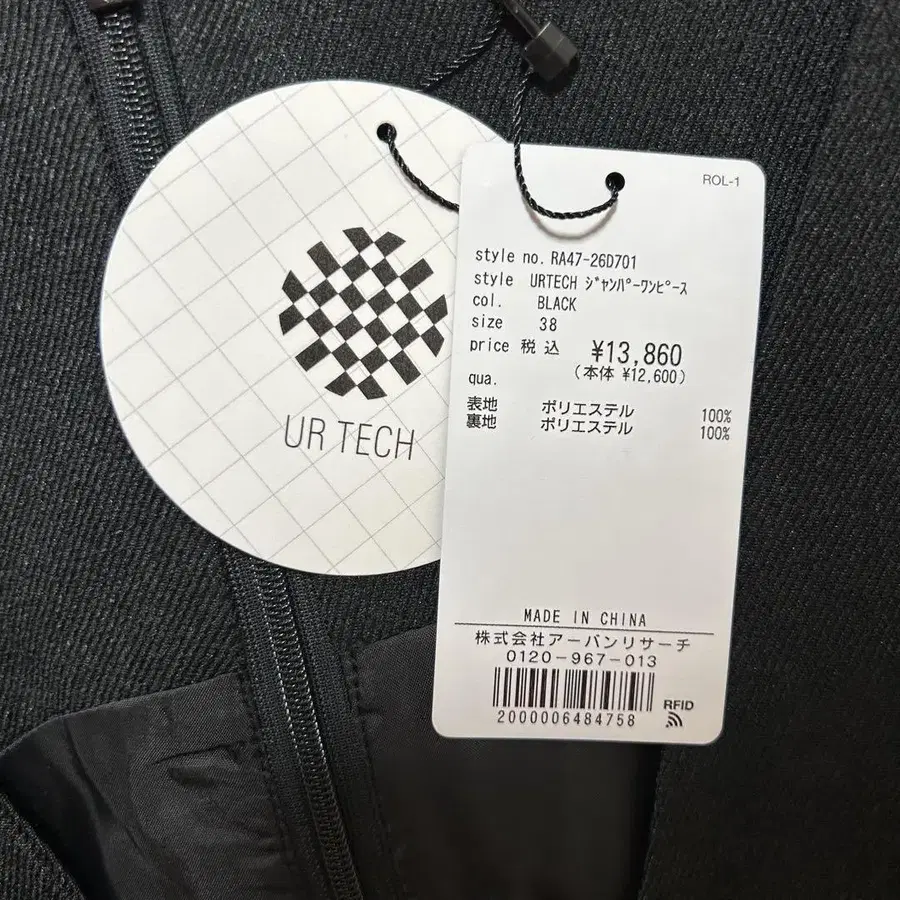 UR TECH
ROL-1
style no. RA47-26D701
style URTECH ｼﾞｬﾝﾊﾟｰﾜﾝﾋﾟｰｽ
col. BLACK
size 38
price 税込 ¥13,860
(本体 ¥12,600)
qua.
表地 ポリエステル 100%
裏地 ポリエステル 100%
MADE IN CHINA
株式会社アーバンリサーチ
0120-967-013
RFID
2000006484758